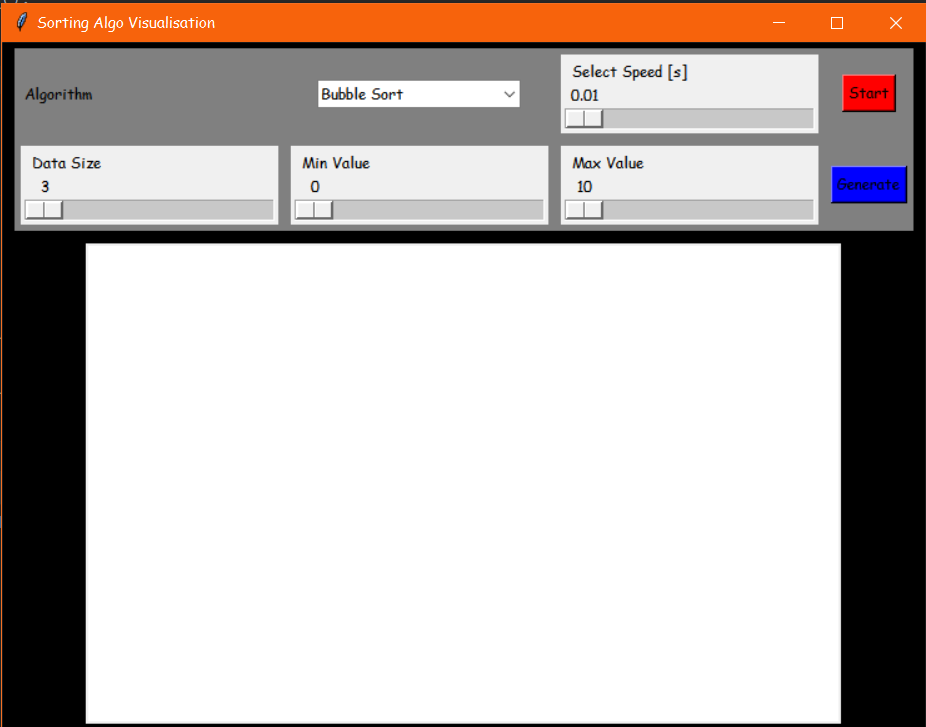 Sorting Algo Visualisation
Algorithm
Bubble Sort
Select Speed [s]
0.01
Start
Data Size
3
Min Value
0
Max Value
10
Generate